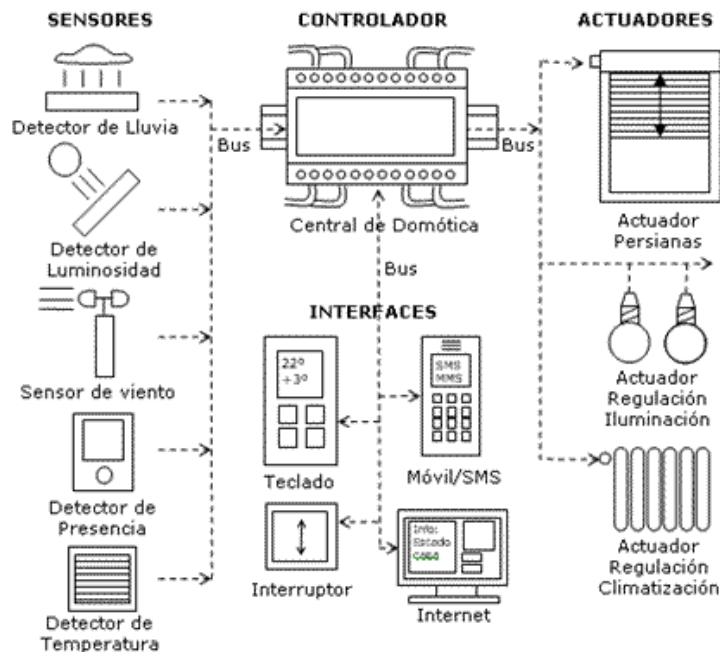 SENSORES
Detector de Lluvia
Detector de
Luminosidad
Sensor de viento
Detector de
Presencia
Detector de
Temperatura
CONTROLADOR
Bus
Bus
Central de Domótica
Bus
INTERFACES
22º
+3º
Teclado
SMS
MMS
Móvil/SMS
Interruptor
Info:
Estado
casa
Internet
ACTUADORES
Actuador
Persianas
Actuador
Regulación
Iluminación
Actuador
Regulación
Climatización